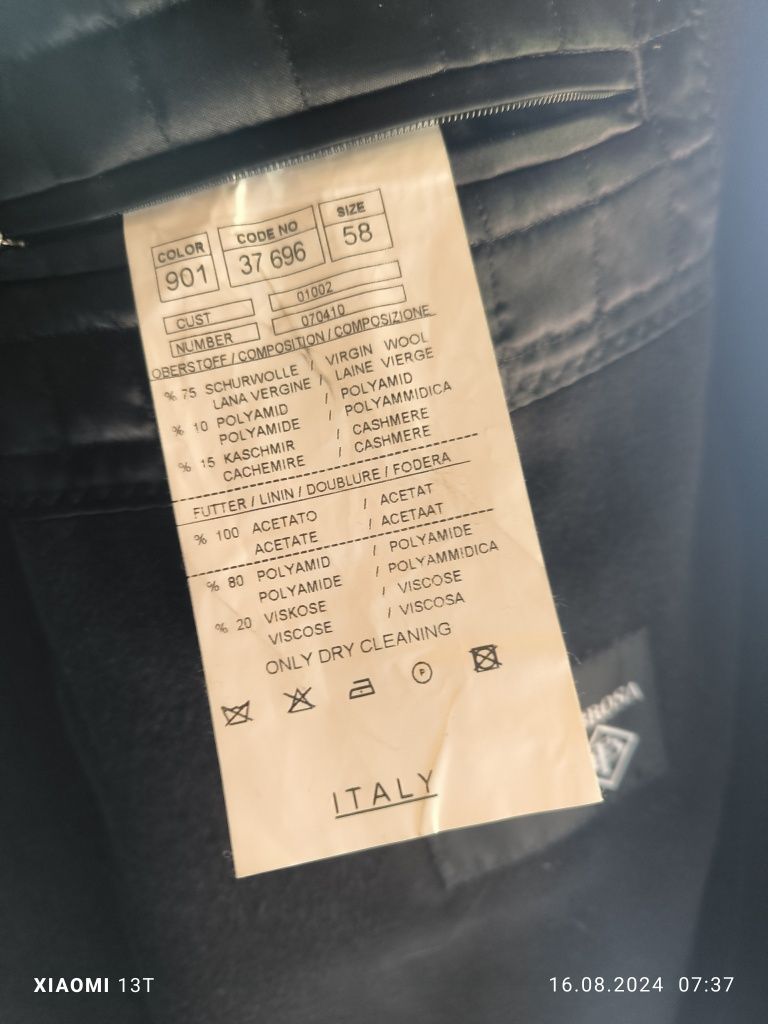 COLOR
901
CODE NO
37 696
SIZE
58
CUST
01002
NUMBER
070410
OBERSTOFF / COMPOSITION / COMPOSIZIONE
% 75 SCHURWOLLE / VIRGIN WOOL
LANA VERGINE / LAINE VIERGE
% 10 POLYAMID / POLYAMID
POLYAMIDE / POLYAMMIDICA
% 15 KASCHMIR / CASHMERE
CACHEMIRE / CASHMERE
FUTTER / LININ / DOUBLURE / FODERA
% 100 ACETATO / ACETAT
ACETATE / ACETAAT
% 80 POLYAMID / POLYAMIDE
POLYAMIDE / POLYAMMIDICA
% 20 VISKOSE / VISCOSE
VISCOSE / VISCOSA
ONLY DRY CLEANING
P
ITALY
XIAOMI 13T
16.08.2024 07:37